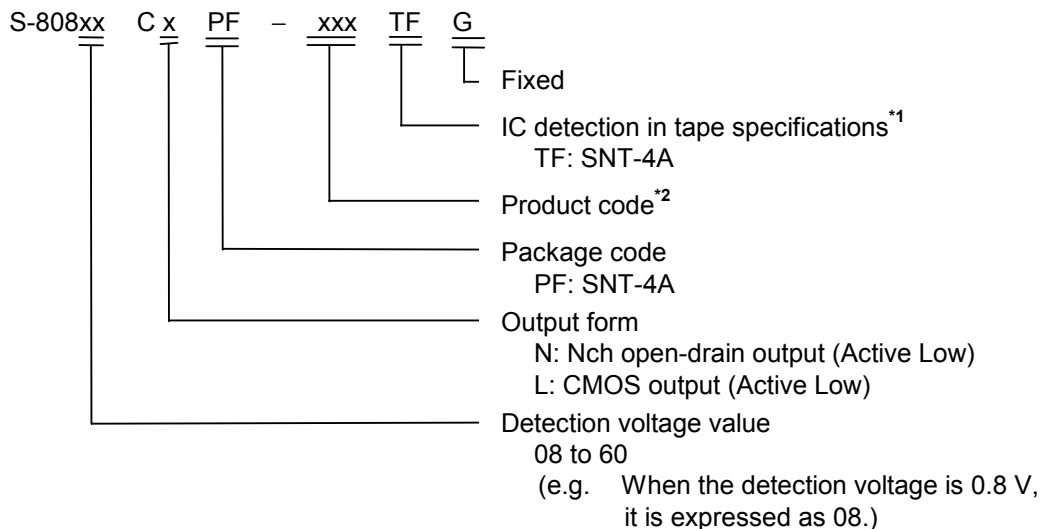 S-808xx C x PF – xxx TF G
Fixed
IC detection in tape specifications*1
TF: SNT-4A
Product code*2
Package code
PF: SNT-4A
Output form
N: Nch open-drain output (Active Low)
L: CMOS output (Active Low)
Detection voltage value
08 to 60
(e.g. When the detection voltage is 0.8 V,
it is expressed as 08.)